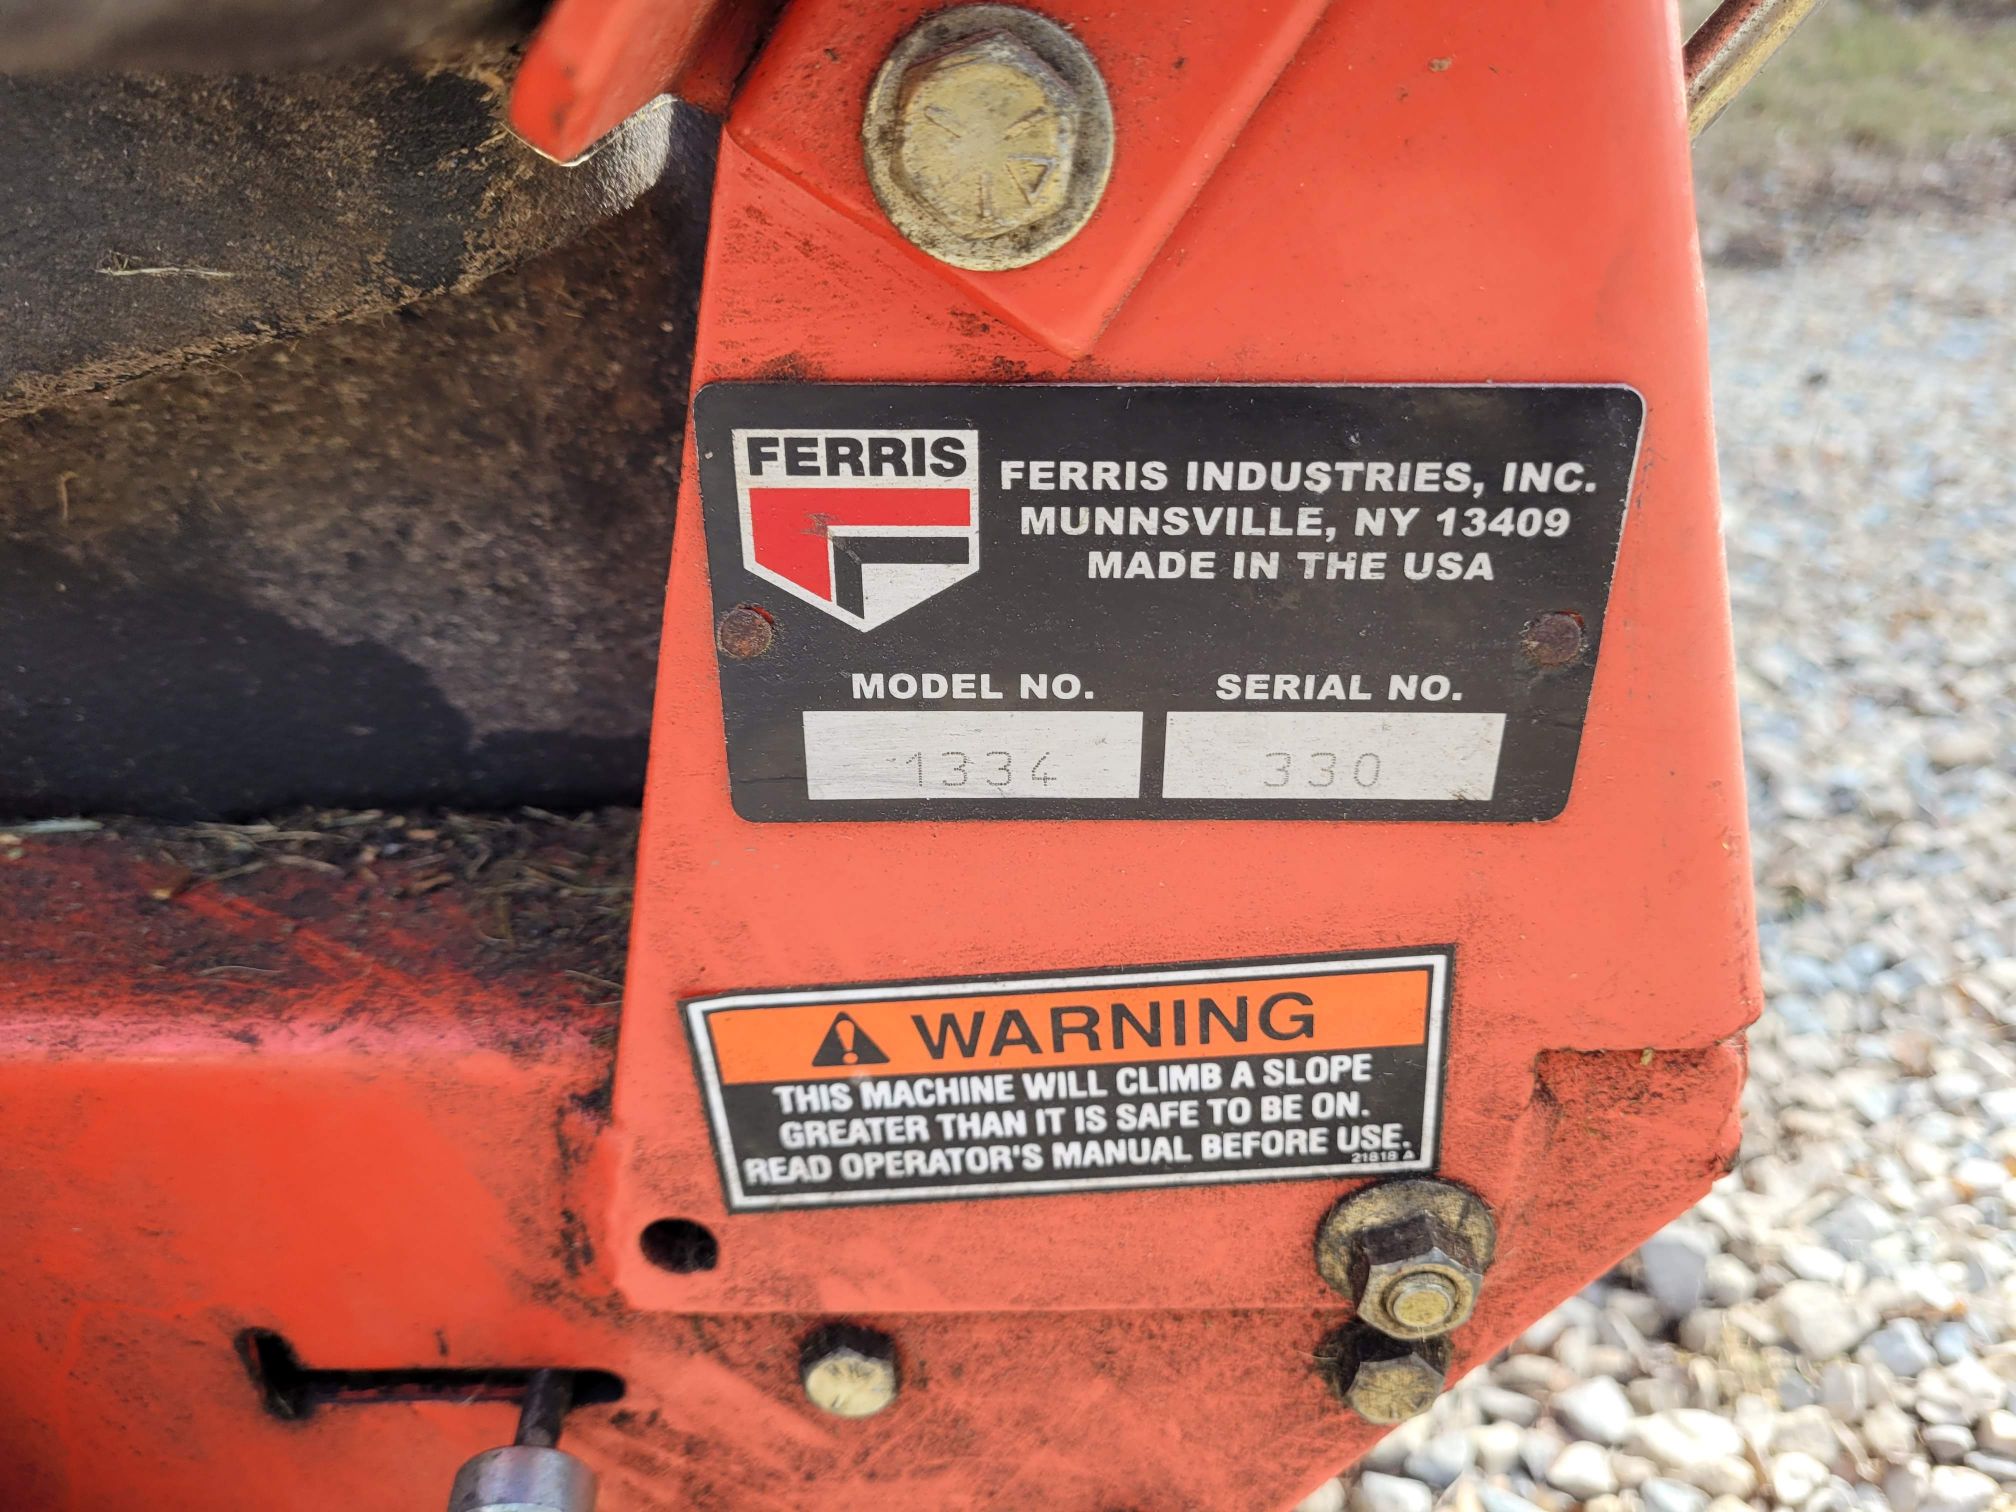 FERRIS
FERRIS INDUSTRIES, INC.
MUNNSVILLE, NY 13409
MADE IN THE USA
MODEL NO.
SERIAL NO.
1334
330
WARNING
THIS MACHINE WILL CLIMB A SLOPE
GREATER THAN IT IS SAFE TO BE ON.
READ OPERATOR'S MANUAL BEFORE USE.
21818 A